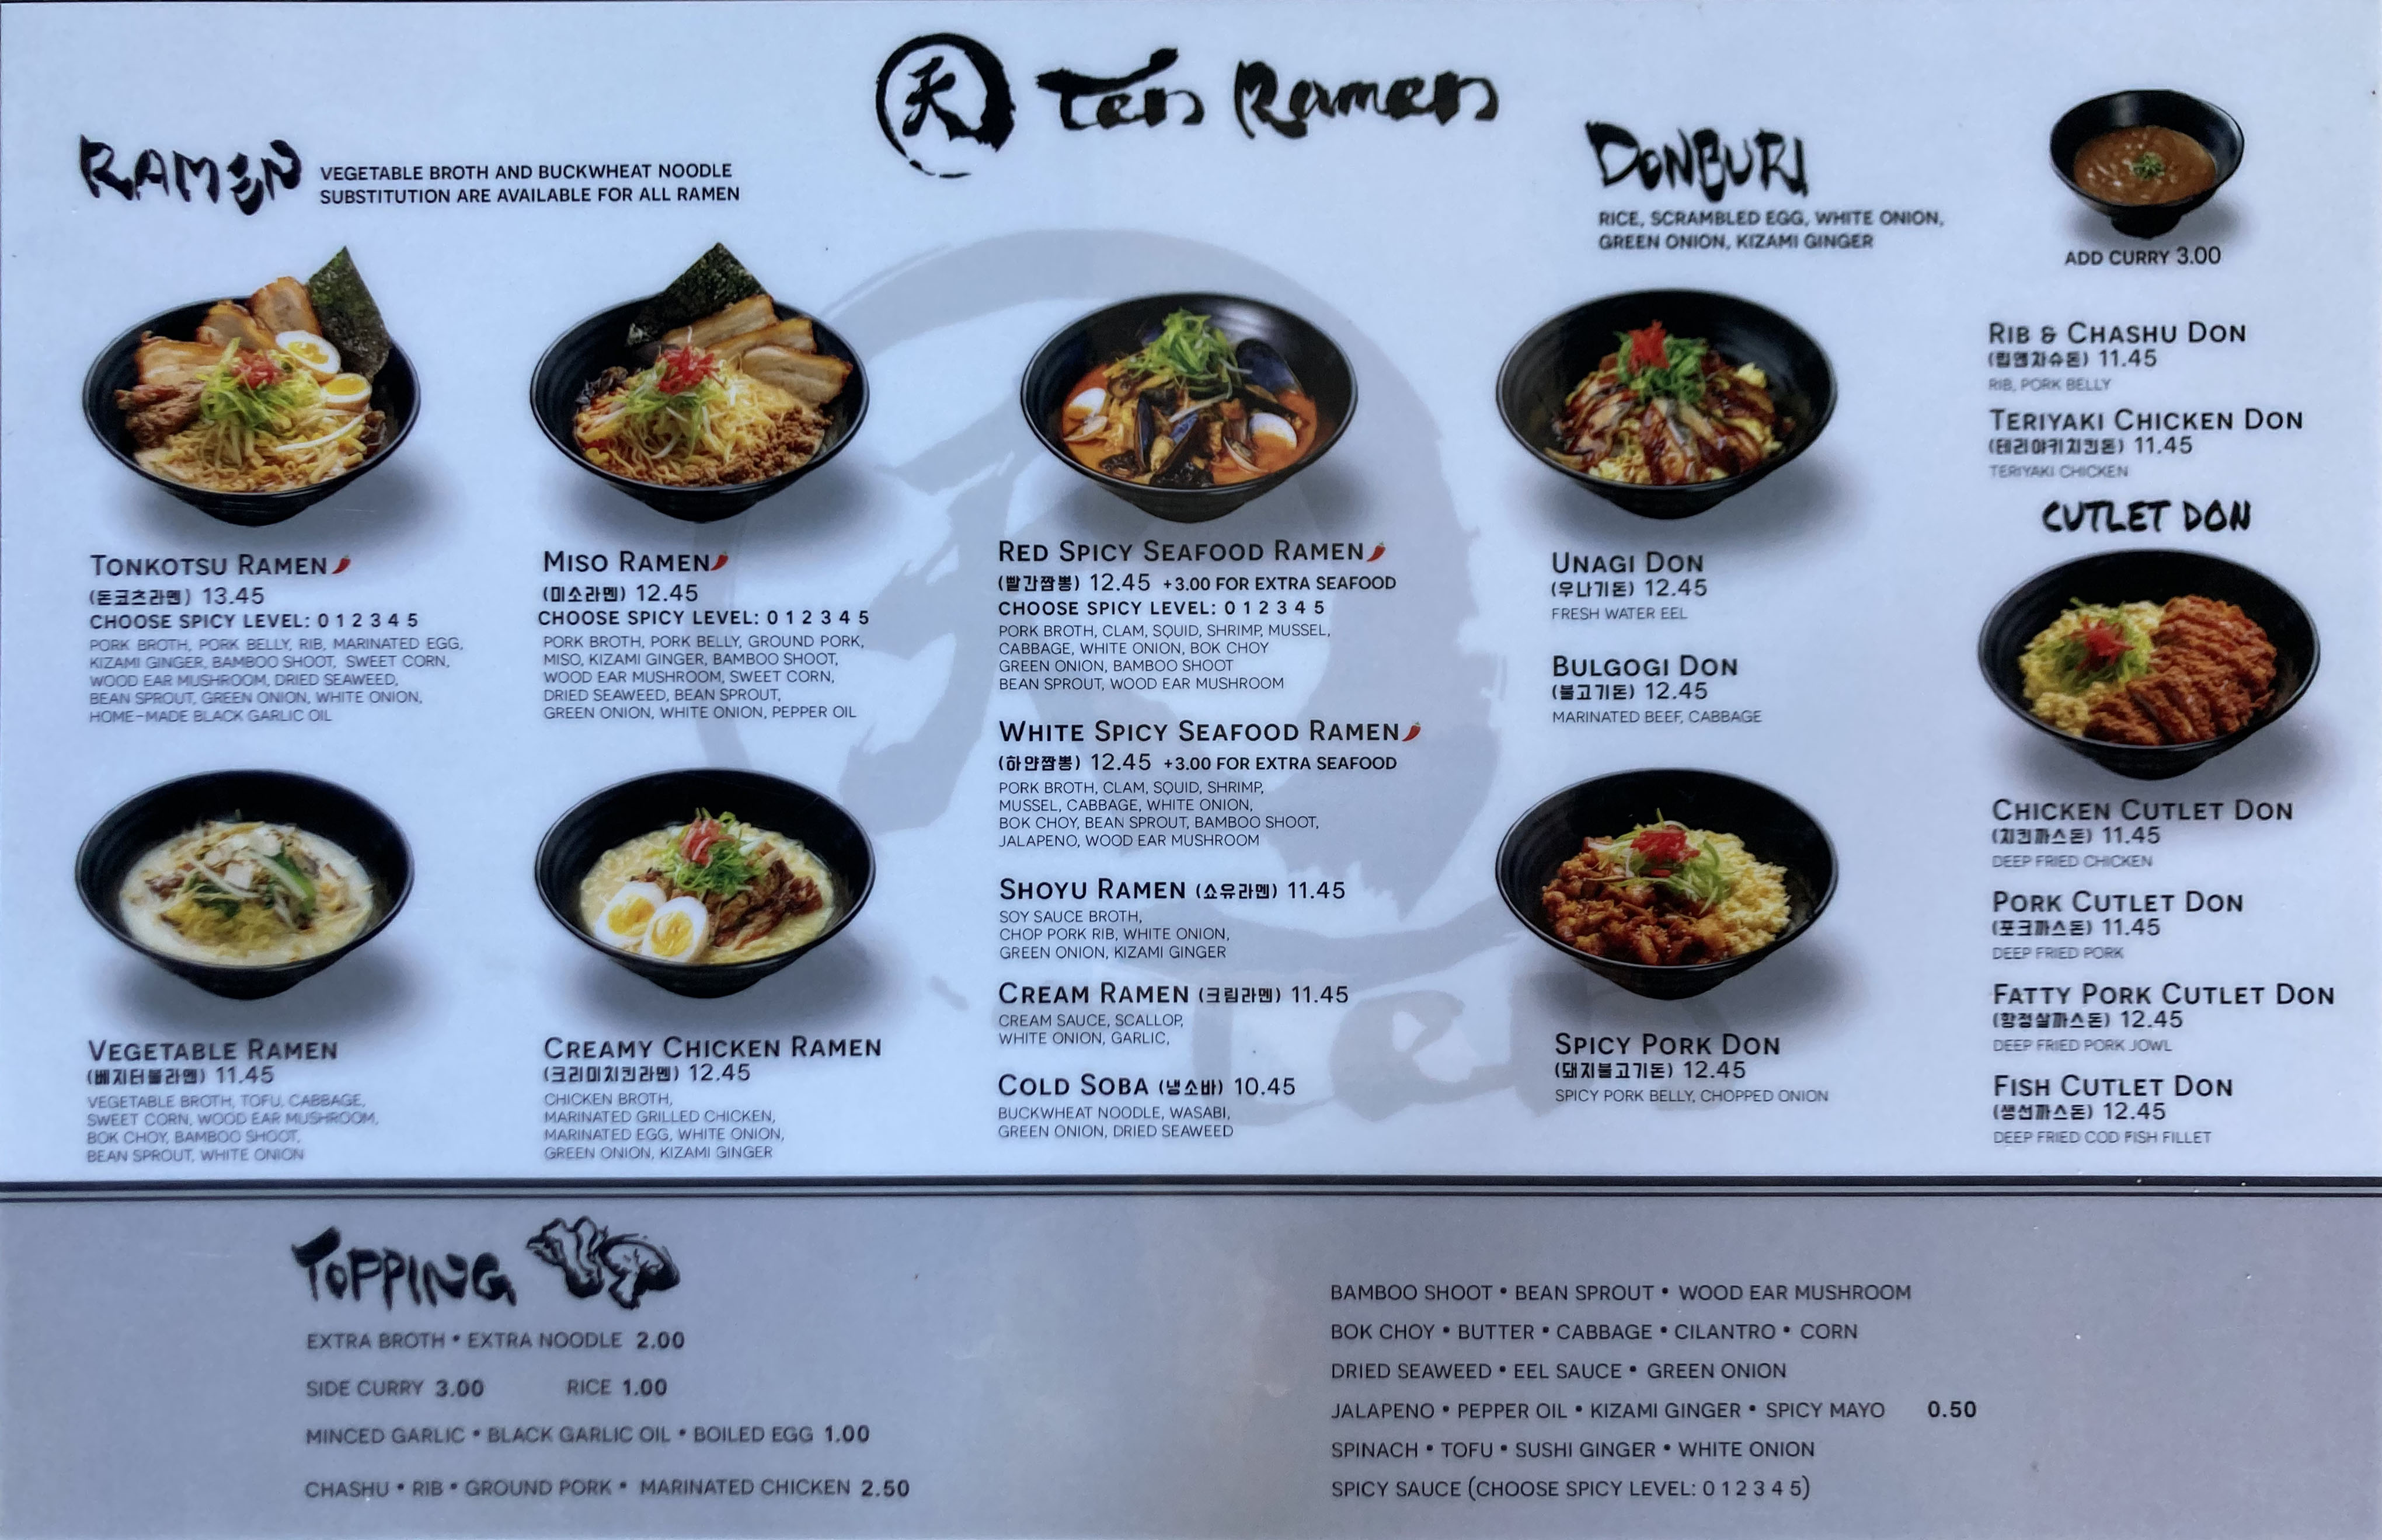 天 Ten Ramen
RAMEN
VEGETABLE BROTH AND BUCKWHEAT NOODLE
SUBSTITUTION ARE AVAILABLE FOR ALL RAMEN
TONKOTSU RAMEN
(돈코츠라멘) 13.45
CHOOSE SPICY LEVEL: 0 1 2 3 4 5
PORK BROTH, PORK BELLY, RIB, MARINATED EGG,
KIZAMI GINGER, BAMBOO SHOOT, SWEET CORN,
WOOD EAR MUSHROOM, DRIED SEAWEED,
BEAN SPROUT, GREEN ONION, WHITE ONION,
HOME-MADE BLACK GARLIC OIL
MISO RAMEN
(미소라멘) 12.45
CHOOSE SPICY LEVEL: 0 1 2 3 4 5
PORK BROTH, PORK BELLY, GROUND PORK,
MISO, KIZAMI GINGER, BAMBOO SHOOT,
WOOD EAR MUSHROOM, SWEET CORN,
DRIED SEAWEED, BEAN SPROUT,
GREEN ONION, WHITE ONION, PEPPER OIL
VEGETABLE RAMEN
(베지터블라멘) 11.45
VEGETABLE BROTH, TOFU, CABBAGE,
SWEET CORN, WOOD EAR MUSHROOM,
BOK CHOY, BAMBOO SHOOT,
BEAN SPROUT, WHITE ONION
CREAMY CHICKEN RAMEN
(크리미치킨라멘) 12.45
CHICKEN BROTH,
MARINATED GRILLED CHICKEN,
MARINATED EGG, WHITE ONION,
GREEN ONION, KIZAMI GINGER
RED SPICY SEAFOOD RAMEN
(빨간짬뽕) 12.45 +3.00 FOR EXTRA SEAFOOD
CHOOSE SPICY LEVEL: 0 1 2 3 4 5
PORK BROTH, CLAM, SQUID, SHRIMP, MUSSEL,
CABBAGE, WHITE ONION, BOK CHOY
GREEN ONION, BAMBOO SHOOT
BEAN SPROUT, WOOD EAR MUSHROOM
WHITE SPICY SEAFOOD RAMEN
(하얀짬뽕) 12.45 +3.00 FOR EXTRA SEAFOOD
PORK BROTH, CLAM, SQUID, SHRIMP,
MUSSEL, CABBAGE, WHITE ONION,
BOK CHOY, BEAN SPROUT, BAMBOO SHOOT,
JALAPENO, WOOD EAR MUSHROOM
SHOYU RAMEN (쇼유라멘) 11.45
SOY SAUCE BROTH,
CHOP PORK RIB, WHITE ONION,
GREEN ONION, KIZAMI GINGER
CREAM RAMEN (크림라멘) 11.45
CREAM SAUCE, SCALLOP,
WHITE ONION, GARLIC,
COLD SOBA (냉소바) 10.45
BUCKWHEAT NOODLE, WASABI,
GREEN ONION, DRIED SEAWEED
DONBURI
RICE, SCRAMBLED EGG, WHITE ONION,
GREEN ONION, KIZAMI GINGER
UNAGI DON
(우나기돈) 12.45
FRESH WATER EEL
BULGOGI DON
(불고기돈) 12.45
MARINATED BEEF, CABBAGE
SPICY PORK DON
(돼지불고기돈) 12.45
SPICY PORK BELLY, CHOPPED ONION
ADD CURRY 3.00
RIB & CHASHU DON
(립엔차슈돈) 11.45
RIB, PORK BELLY
TERIYAKI CHICKEN DON
(테리야키치킨돈) 11.45
TERIYAKI CHICKEN
CUTLET DON
CHICKEN CUTLET DON
(치킨까스돈) 11.45
DEEP FRIED CHICKEN
PORK CUTLET DON
(포크까스돈) 11.45
DEEP FRIED PORK
FATTY PORK CUTLET DON
(항정살까스돈) 12.45
DEEP FRIED PORK JOWL
FISH CUTLET DON
(생선까스돈) 12.45
DEEP FRIED COD FISH FILLET
TOPPING
EXTRA BROTH • EXTRA NOODLE 2.00
SIDE CURRY 3.00 RICE 1.00
MINCED GARLIC • BLACK GARLIC OIL • BOILED EGG 1.00
CHASHU • RIB • GROUND PORK • MARINATED CHICKEN 2.50
BAMBOO SHOOT • BEAN SPROUT • WOOD EAR MUSHROOM
BOK CHOY • BUTTER • CABBAGE • CILANTRO • CORN
DRIED SEAWEED • EEL SAUCE • GREEN ONION
JALAPENO • PEPPER OIL • KIZAMI GINGER • SPICY MAYO 0.50
SPINACH • TOFU • SUSHI GINGER • WHITE ONION
SPICY SAUCE (CHOOSE SPICY LEVEL: 0 1 2 3 4 5)